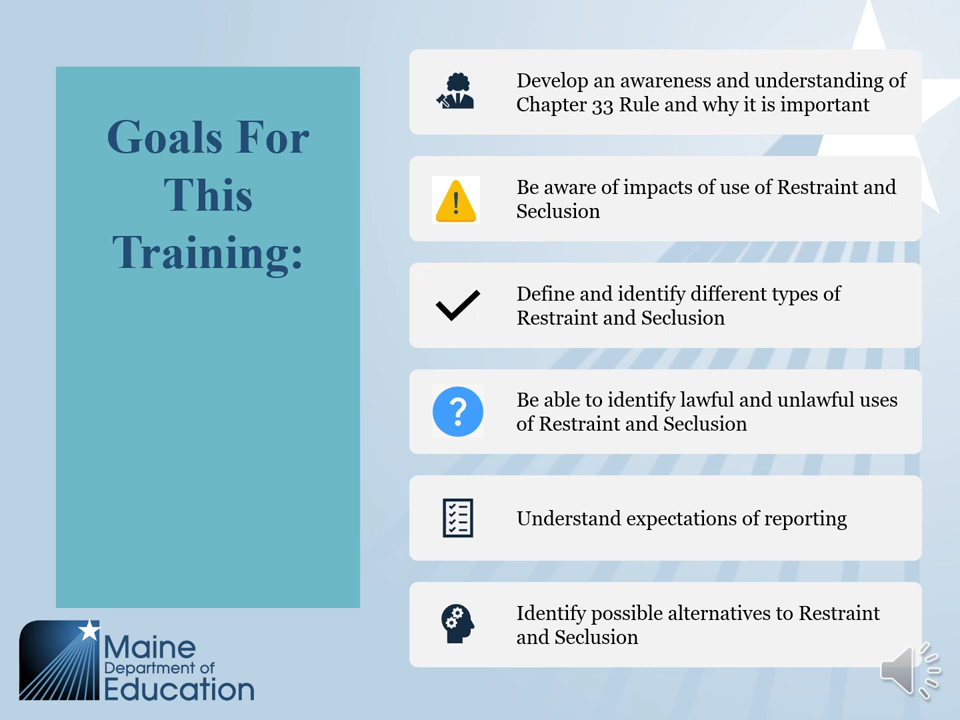 Goals For
This
Training:
Develop an awareness and understanding of
Chapter 33 Rule and why it is important
Be aware of impacts of use of Restraint and
Seclusion
Define and identify different types of
Restraint and Seclusion
Be able to identify lawful and unlawful uses
of Restraint and Seclusion
Understand expectations of reporting
Identify possible alternatives to Restraint
and Seclusion
Maine
Department of
Education